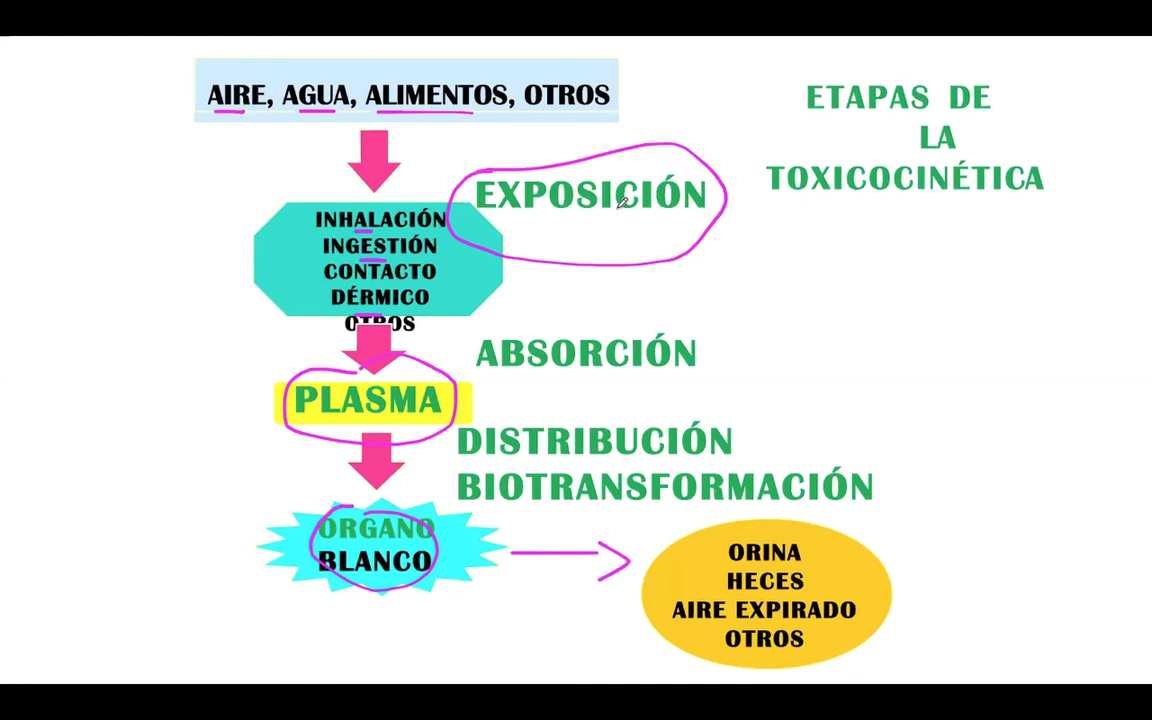 AIRE, AGUA, ALIMENTOS, OTROS
ETAPAS DE
LA
TOXICOCINÉTICA
EXPOSICIÓN
INHALACIÓN
INGESTIÓN
CONTACTO
DÉRMICO
OTROS
ABSORCIÓN
PLASMA
DISTRIBUCIÓN
BIOTRANSFORMACIÓN
ORGANO
BLANCO
ORINA
HECES
AIRE EXPIRADO
OTROS